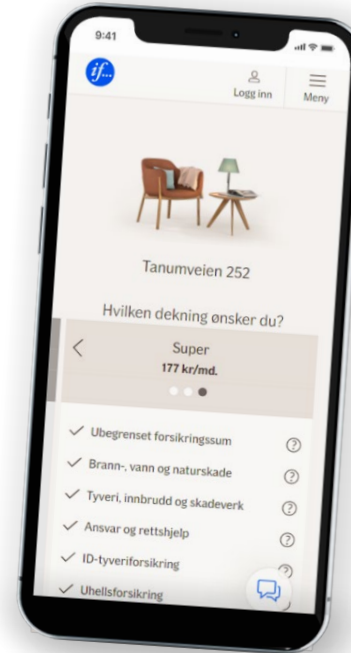 9:41
if...
Logg inn
Meny
Tanumveien 252
Hvilken dekning ønsker du?
Super
177 kr/md.
Ubegrenset forsikringssum
Brann-, vann og naturskade
Tyveri, innbrudd og skadeverk
Ansvar og rettshjelp
ID-tyveriforsikring
Uhellsforsikring